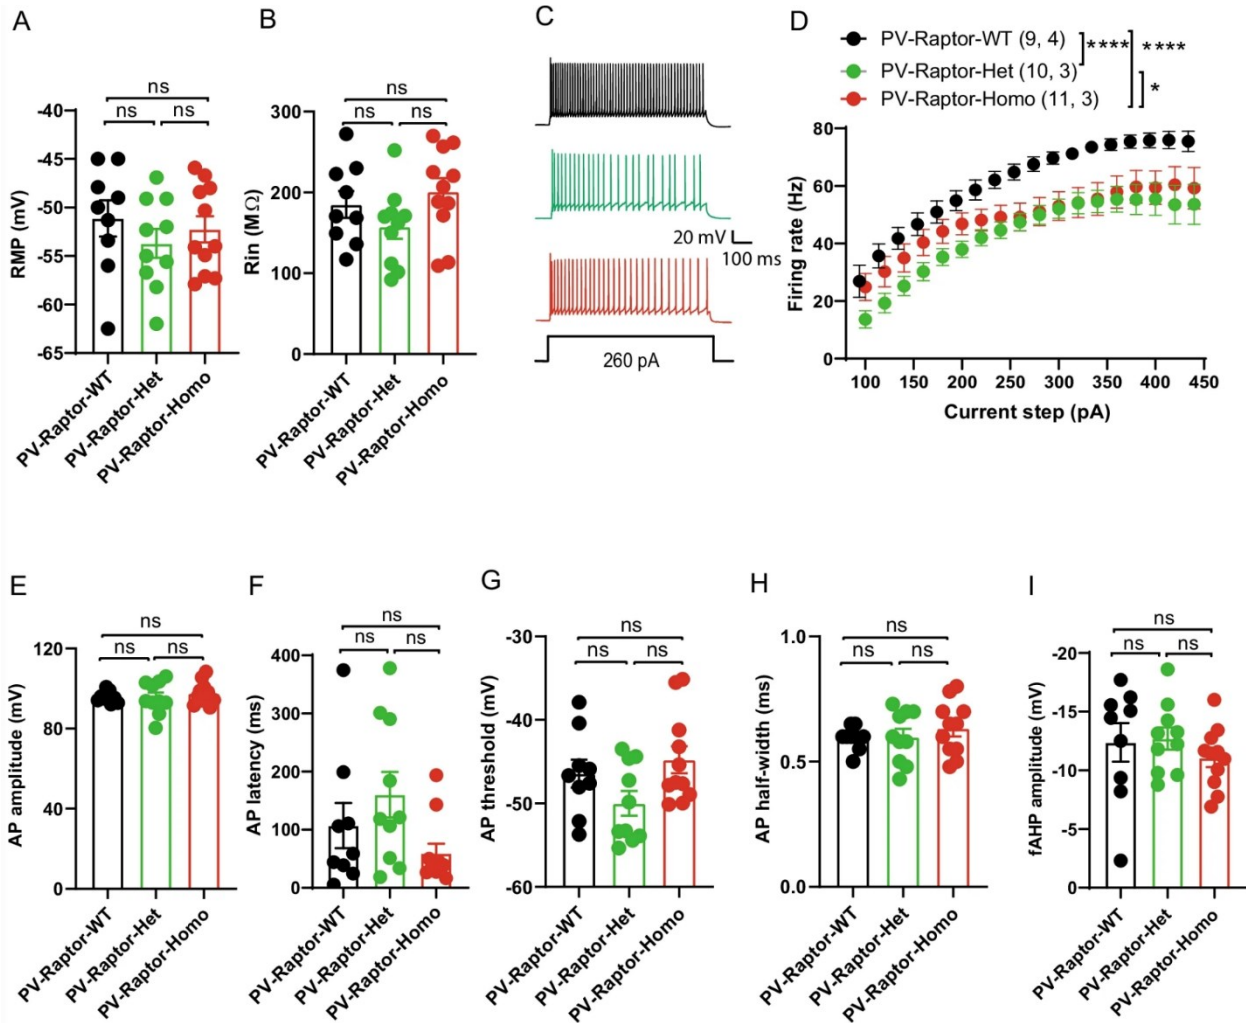 A
ns
ns
ns
RMP (mV)
-40
-45
-50
-55
-60
-65
PV-Raptor-WT
PV-Raptor-Het
PV-Raptor-Homo
B
ns
ns
ns
Rin (MΩ)
300
200
100
0
PV-Raptor-WT
PV-Raptor-Het
PV-Raptor-Homo
C
20 mV
100 ms
260 pA
D
PV-Raptor-WT (9, 4)
PV-Raptor-Het (10, 3)
PV-Raptor-Homo (11, 3)
****
****
*
Firing rate (Hz)
80
60
40
20
0
100 150 200 250 300 350 400 450
Current step (pA)
E
ns
ns
ns
AP amplitude (mV)
120
80
40
0
PV-Raptor-WT
PV-Raptor-Het
PV-Raptor-Homo
F
ns
ns
ns
AP latency (ms)
400
300
200
100
0
PV-Raptor-WT
PV-Raptor-Het
PV-Raptor-Homo
G
ns
ns
ns
AP threshold (mV)
-30
-40
-50
-60
PV-Raptor-WT
PV-Raptor-Het
PV-Raptor-Homo
H
ns
ns
ns
AP half-width (ms)
1.0
0.5
0.0
PV-Raptor-WT
PV-Raptor-Het
PV-Raptor-Homo
I
ns
ns
ns
fAHP amplitude (mV)
-20
-15
-10
-5
0
PV-Raptor-WT
PV-Raptor-Het
PV-Raptor-Homo